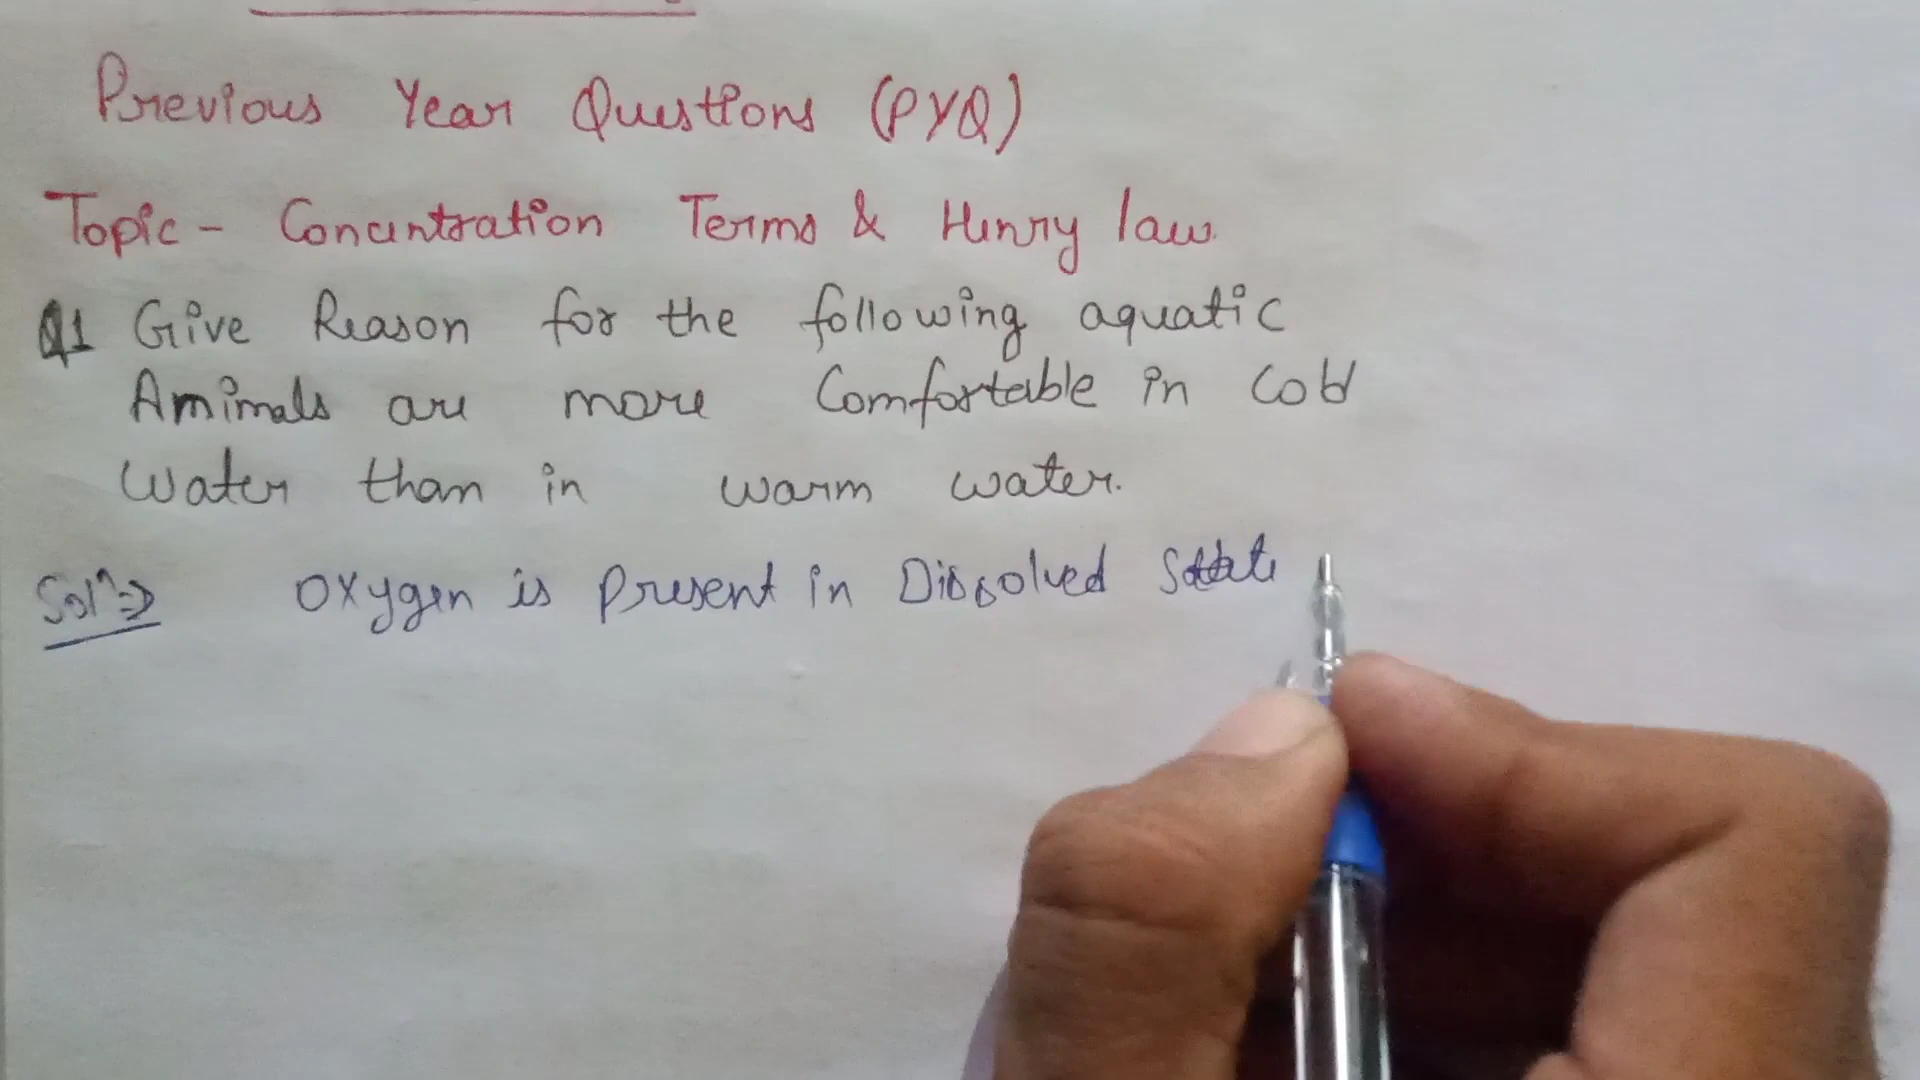 Previous Year Questions (PYQ)
Topic - Concentration Terms & Henry law.
Q1 Give Reason for the following aquatic
Animals are more Comfortable in Cold
Water than in warm water.
Sol⇒ Oxygen is Present in Dissolved State